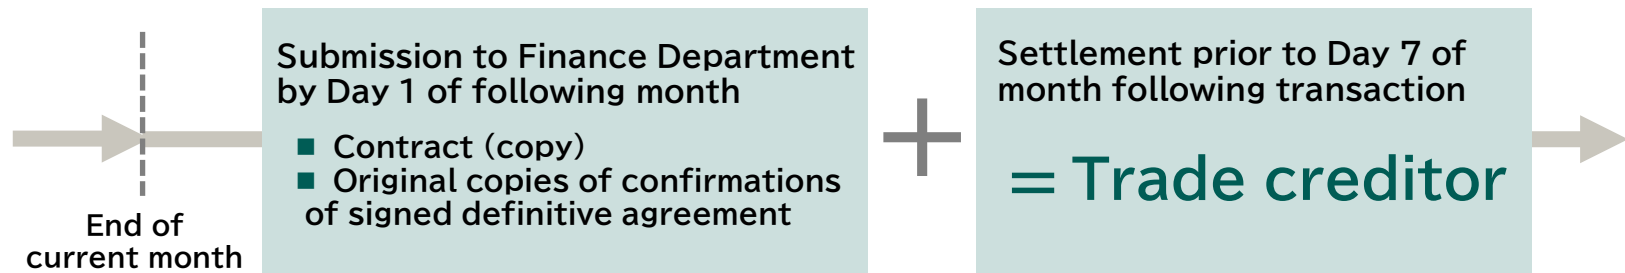 End of
current month
Submission to Finance Department
by Day 1 of following month
■ Contract (copy)
■ Original copies of confirmations
of signed definitive agreement
+
Settlement prior to Day 7 of
month following transaction
= Trade creditor